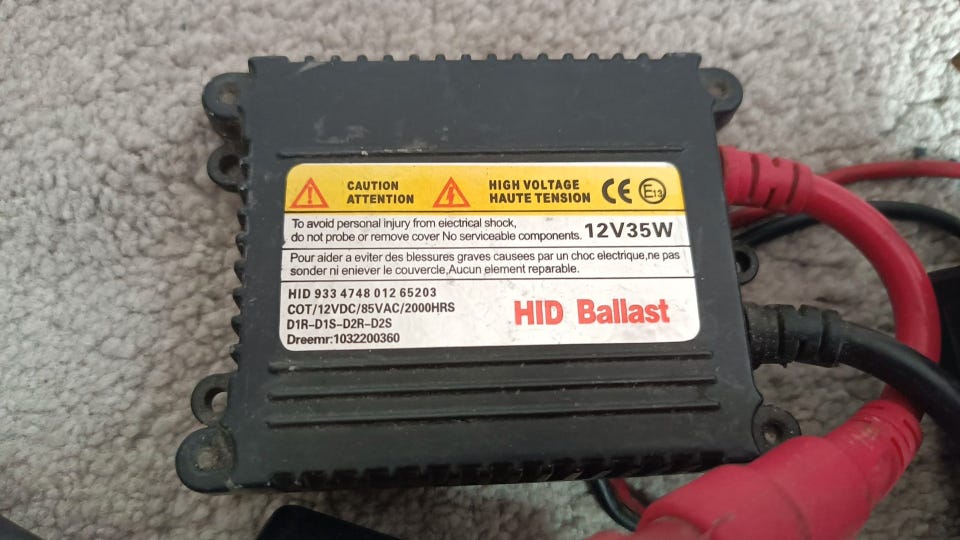 CAUTION
ATTENTION
HIGH VOLTAGE
HAUTE TENSION
CE E13
To avoid personal injury from eiectrical shock,
do not probe or remove cover No serviceable components. 12V35W
Pour aider a eviter des blessures graves causees par un choc electrique,ne pas
sonder ni eniever le couvercle,Aucun element reparable.
HID 933 4748 012 65203
COT/12VDC/85VAC/2000HRS
D1R-D1S-D2R-D2S
Dreemr:1032200360
HID Ballast